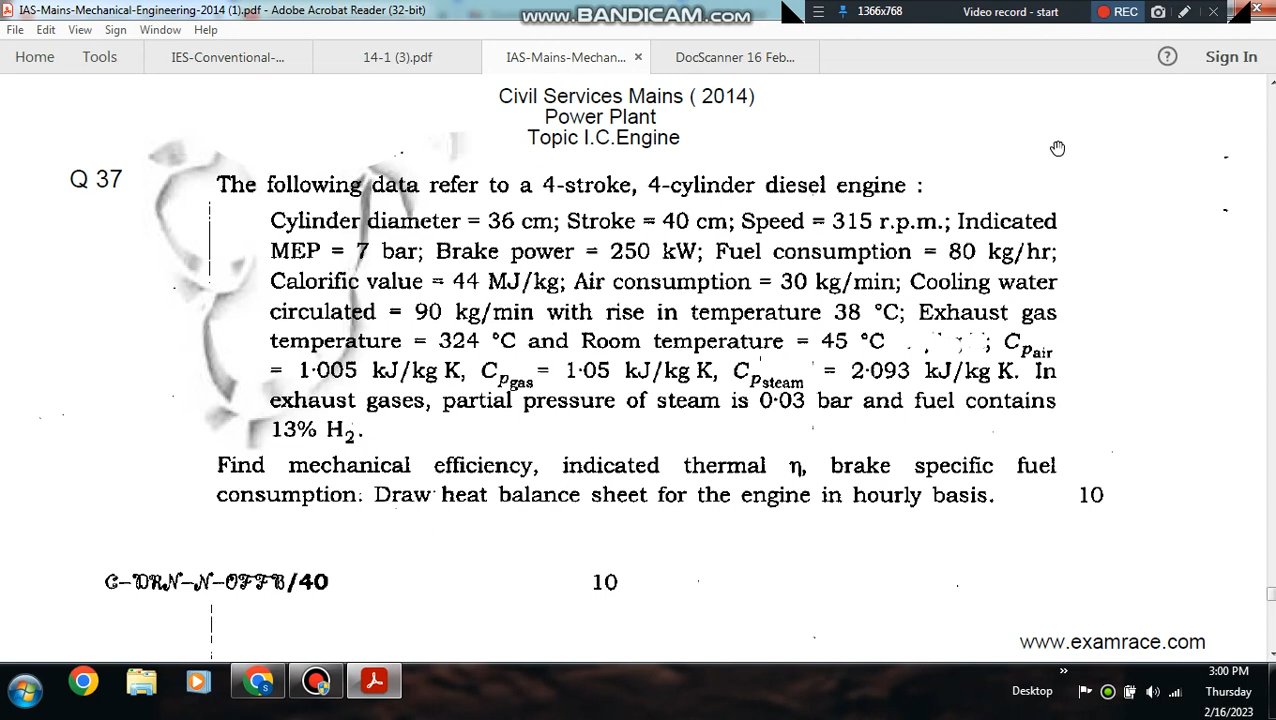 IAS-Mains-Mechanical-Engineering-2014 (1).pdf - Adobe Acrobat Reader (32-bit)
www.BANDICAM.com
1366x768
Video record - start
REC
File Edit View Sign Window Help
Home Tools IES-Conventional-... 14-1 (3).pdf IAS-Mains-Mechan... × DocScanner 16 Feb... Sign In
Civil Services Mains ( 2014)
Power Plant
Topic I.C.Engine
Q 37
The following data refer to a 4-stroke, 4-cylinder diesel engine :
Cylinder diameter = 36 cm; Stroke = 40 cm; Speed = 315 r.p.m.; Indicated
MEP = 7 bar; Brake power = 250 kW; Fuel consumption = 80 kg/hr;
Calorific value = 44 MJ/kg; Air consumption = 30 kg/min; Cooling water
circulated = 90 kg/min with rise in temperature 38 °C; Exhaust gas
temperature = 324 °C and Room temperature = 45 °C ; Cpair
= 1·005 kJ/kg K, Cpgas = 1·05 kJ/kg K, Cpsteam = 2·093 kJ/kg K. In
exhaust gases, partial pressure of steam is 0·03 bar and fuel contains
13% H2.
Find mechanical efficiency, indicated thermal η, brake specific fuel
consumption. Draw heat balance sheet for the engine in hourly basis. 10
C–DRN–N–OFFB/40 10
www.examrace.com
3:00 PM
Desktop » Thursday
2/16/2023